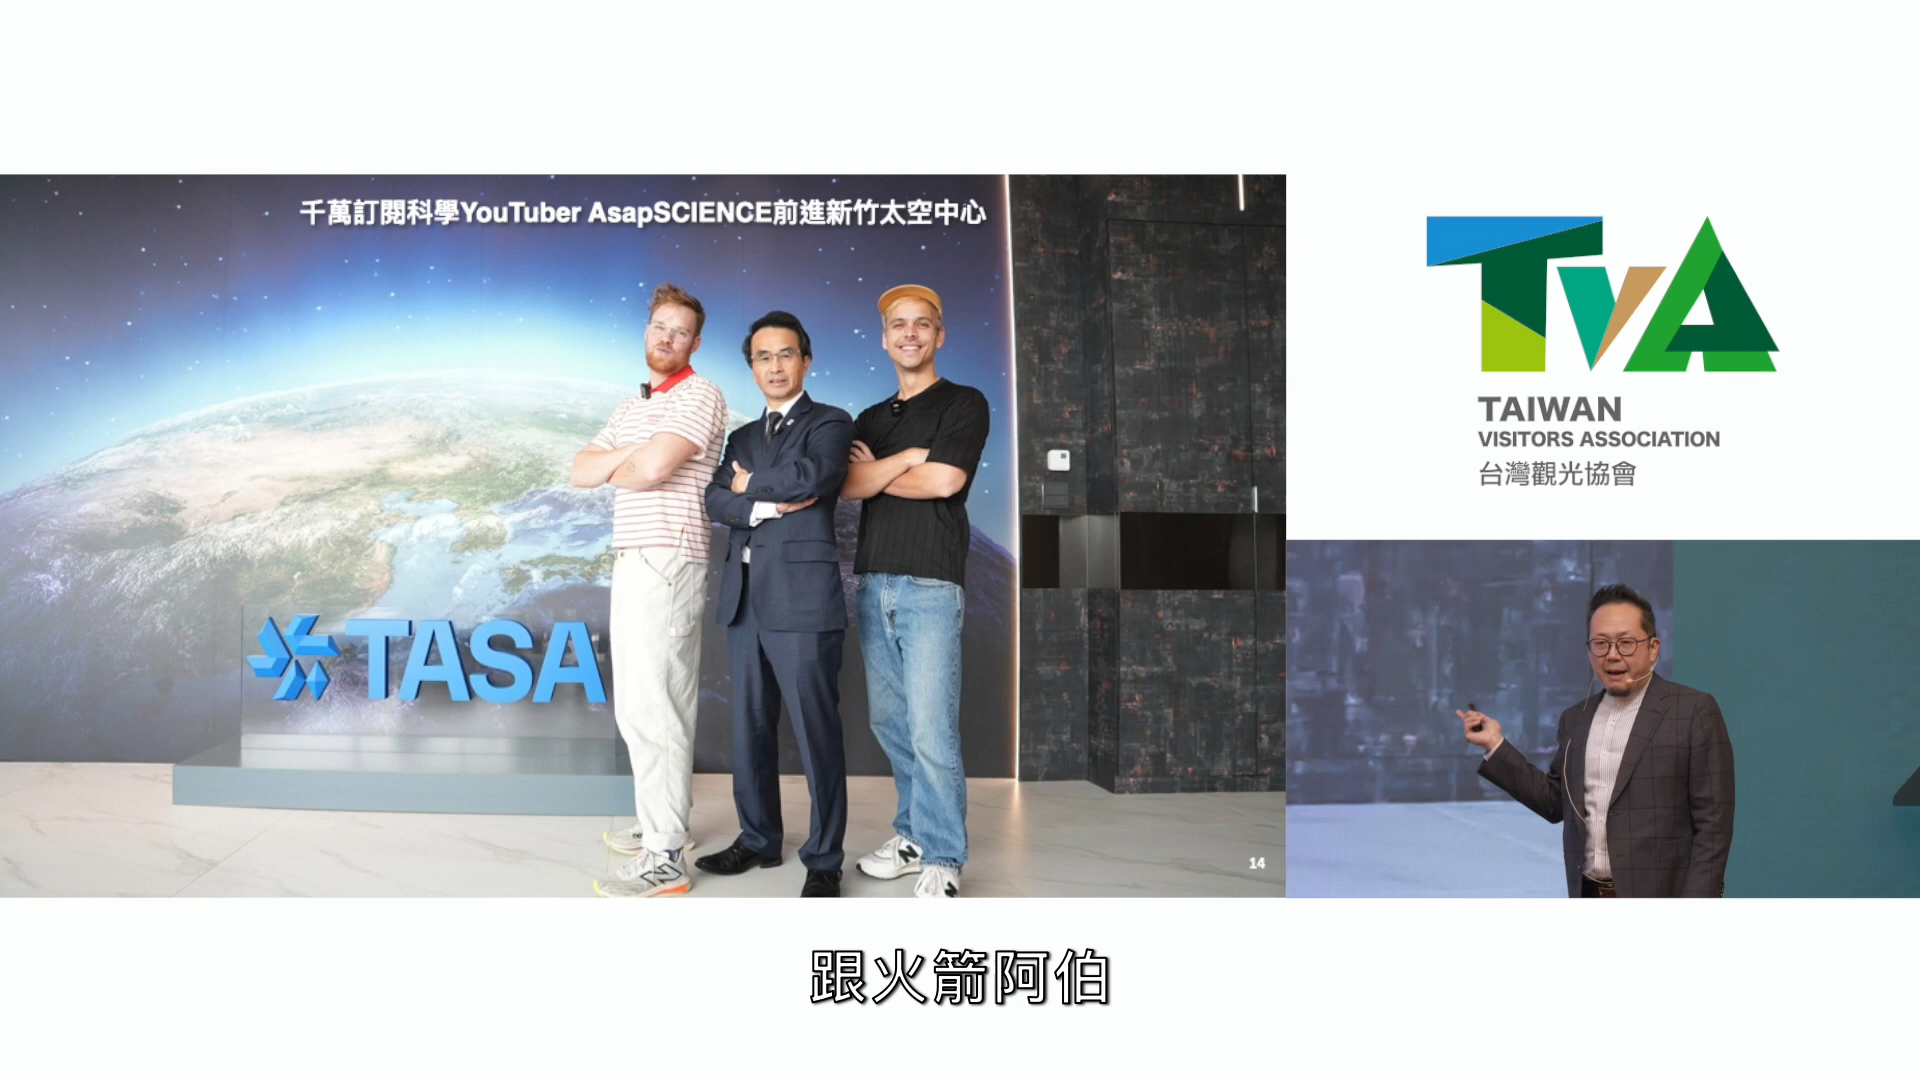 千萬訂閱科學YouTuber AsapSCIENCE前進新竹太空中心
TASA
14
TVA
TAIWAN
VISITORS ASSOCIATION
台灣觀光協會
跟火箭阿伯